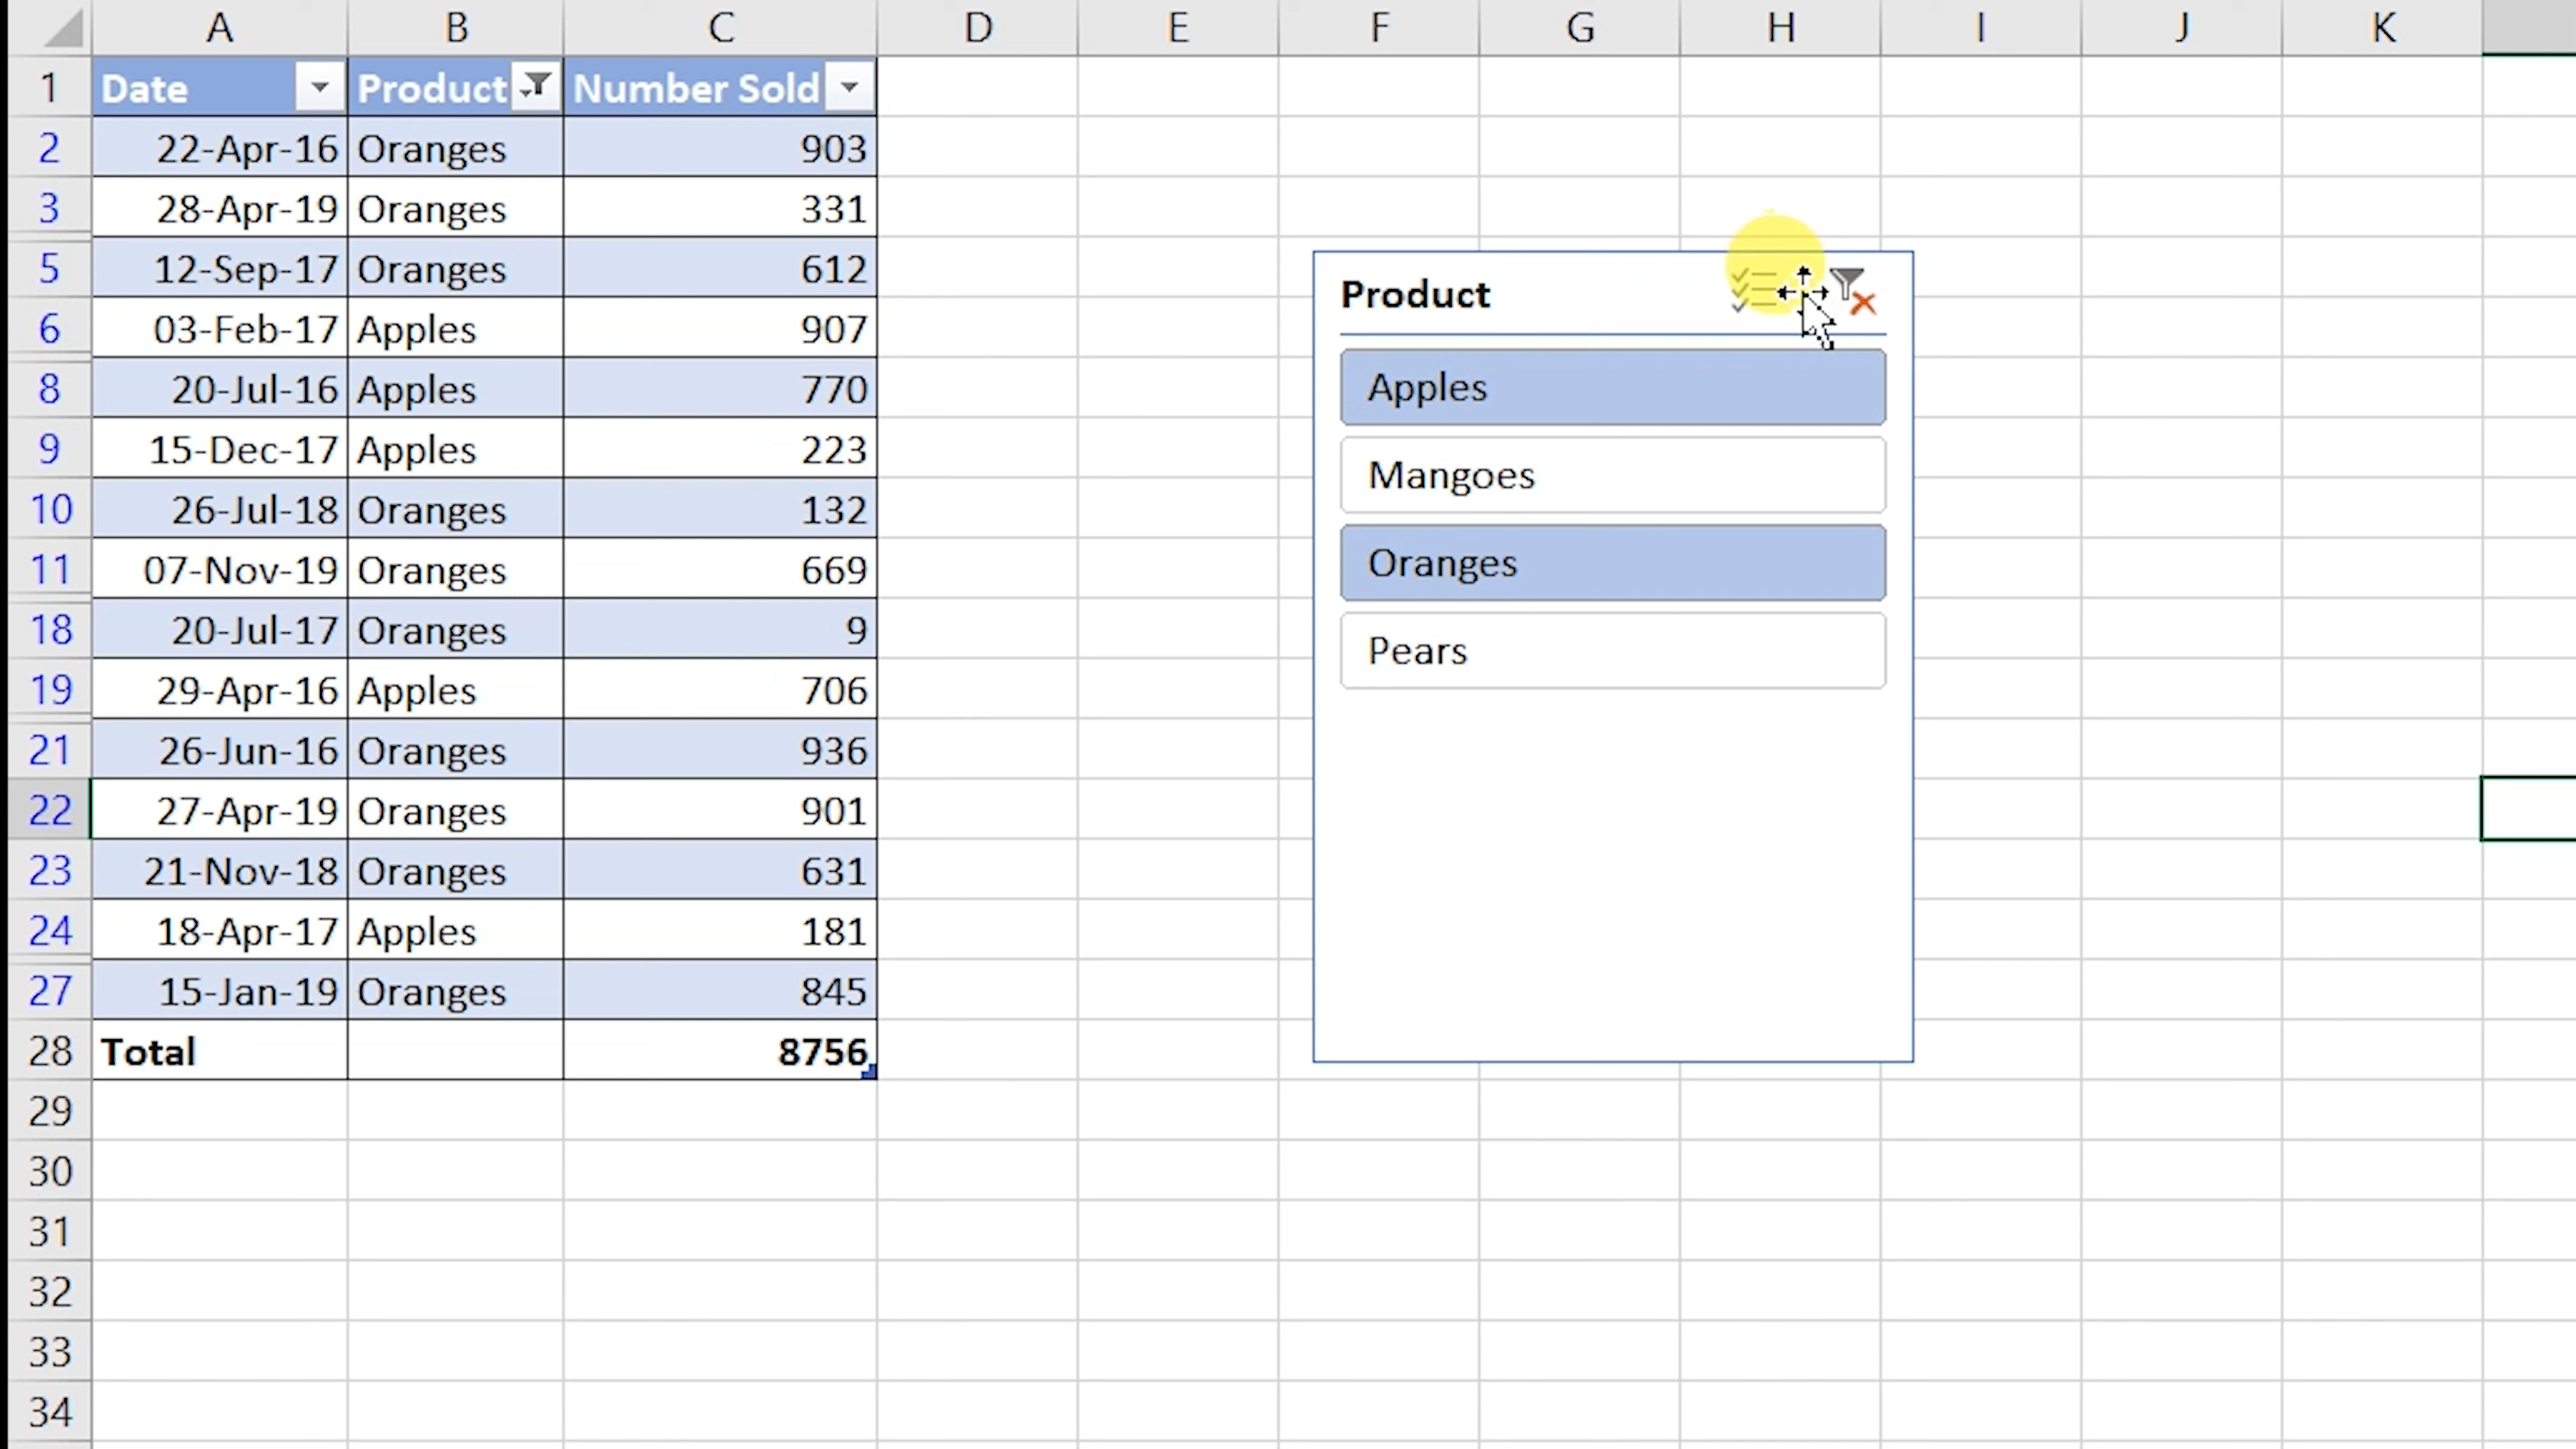 A B C D E F G H I J K
1 Date Product Number Sold
2 22-Apr-16 Oranges 903
3 28-Apr-19 Oranges 331
5 12-Sep-17 Oranges 612
6 03-Feb-17 Apples 907
8 20-Jul-16 Apples 770
9 15-Dec-17 Apples 223
10 26-Jul-18 Oranges 132
11 07-Nov-19 Oranges 669
18 20-Jul-17 Oranges 9
19 29-Apr-16 Apples 706
21 26-Jun-16 Oranges 936
22 27-Apr-19 Oranges 901
23 21-Nov-18 Oranges 631
24 18-Apr-17 Apples 181
27 15-Jan-19 Oranges 845
28 Total 8756
29
30
31
32
33
34
Product
Apples
Mangoes
Oranges
Pears